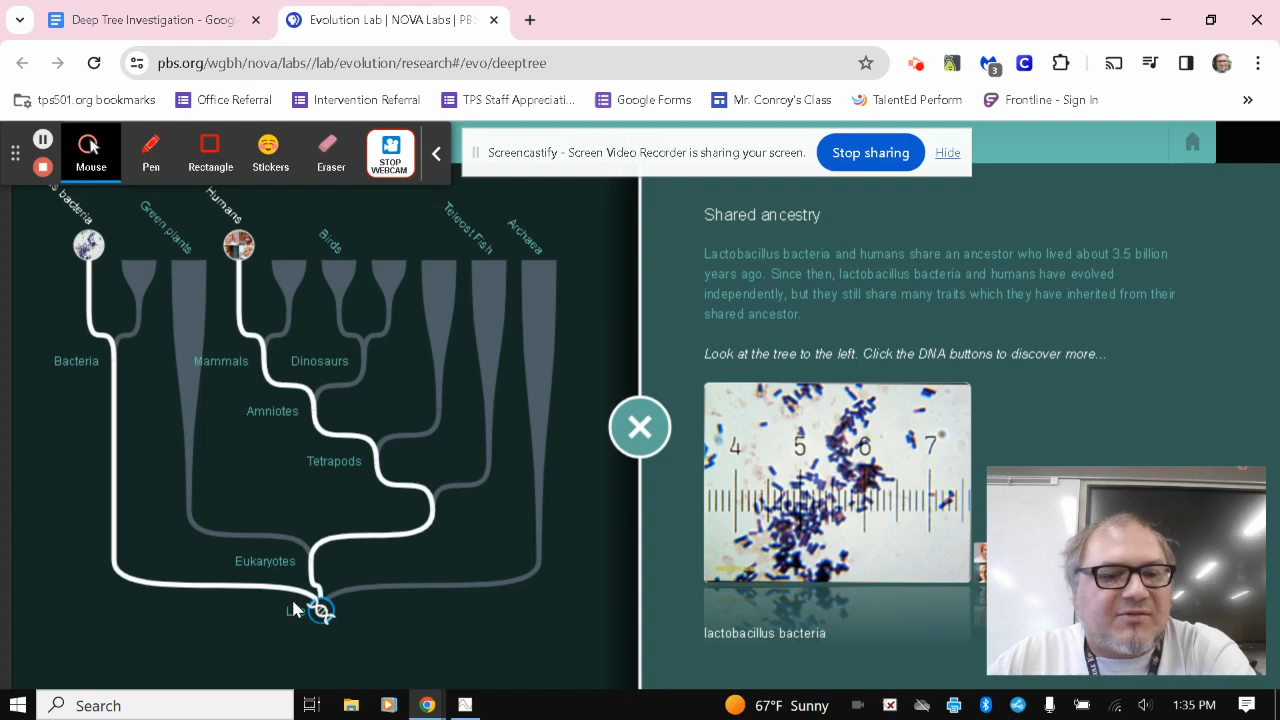 Deep Tree Investigation - Goog
Evolution Lab | NOVA Labs | PBS
pbs.org/wgbh/nova/labs//lab/evolution/research#/evo/deeptree
3
tps501.org bookmarks
Office Referral
Intervention Referral
TPS Staff Appreciati...
Google Forms
Mr. Conroy's Class
TalentEd Perform
Frontline - Sign In
»
Mouse
Pen
Rectangle
Stickers
Eraser
STOP WEBCAM
Screencastify - Screen Video Recorder is sharing your screen.
Stop sharing
Hide
s bacteria
Green plants
Humans
Birds
Teleost Fish
Archaea
Bacteria
Mammals
Dinosaurs
Amniotes
Tetrapods
Eukaryotes
Shared ancestry
Lactobacillus bacteria and humans share an ancestor who lived about 3.5 billion
years ago. Since then, lactobacillus bacteria and humans have evolved
independently, but they still share many traits which they have inherited from their
shared ancestor.
Look at the tree to the left. Click the DNA buttons to discover more...
4 5 6 7
lactobacillus bacteria
Search
67°F Sunny
1:35 PM